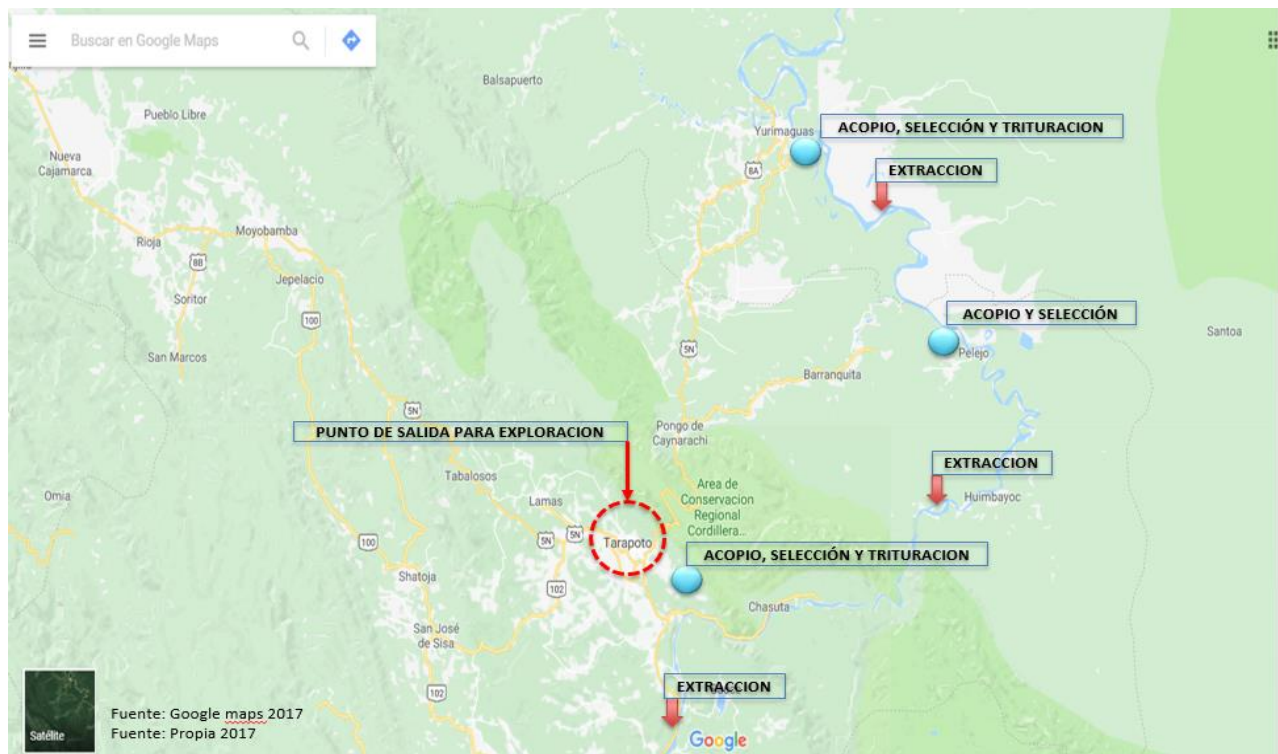 Buscar en Google Maps
Balsapuerto
Pueblo Libre
ACOPIO, SELECCIÓN Y TRITURACION
Yurimaguas
Nueva
Cajamarca
8A
EXTRACCION
Rioja
Moyobamba
8B
Jepelacio
Soritor
100
ACOPIO Y SELECCIÓN
Santoa
San Marcos
5N
Pelejo
Barranquita
5N
PUNTO DE SALIDA PARA EXPLORACION
Pongo de
Caynarachi
EXTRACCION
Tabalosos
Area de
Conservacion
Regional
Cordillera...
Omia
Lamas
Huimbayoc
5N
5N
100
Tarapoto
ACOPIO, SELECCIÓN Y TRITURACION
Shatoja
102
Chasuta
San José
de Sisa
EXTRACCION
102
Satélite
Fuente: Google maps 2017
Fuente: Propia 2017
Google